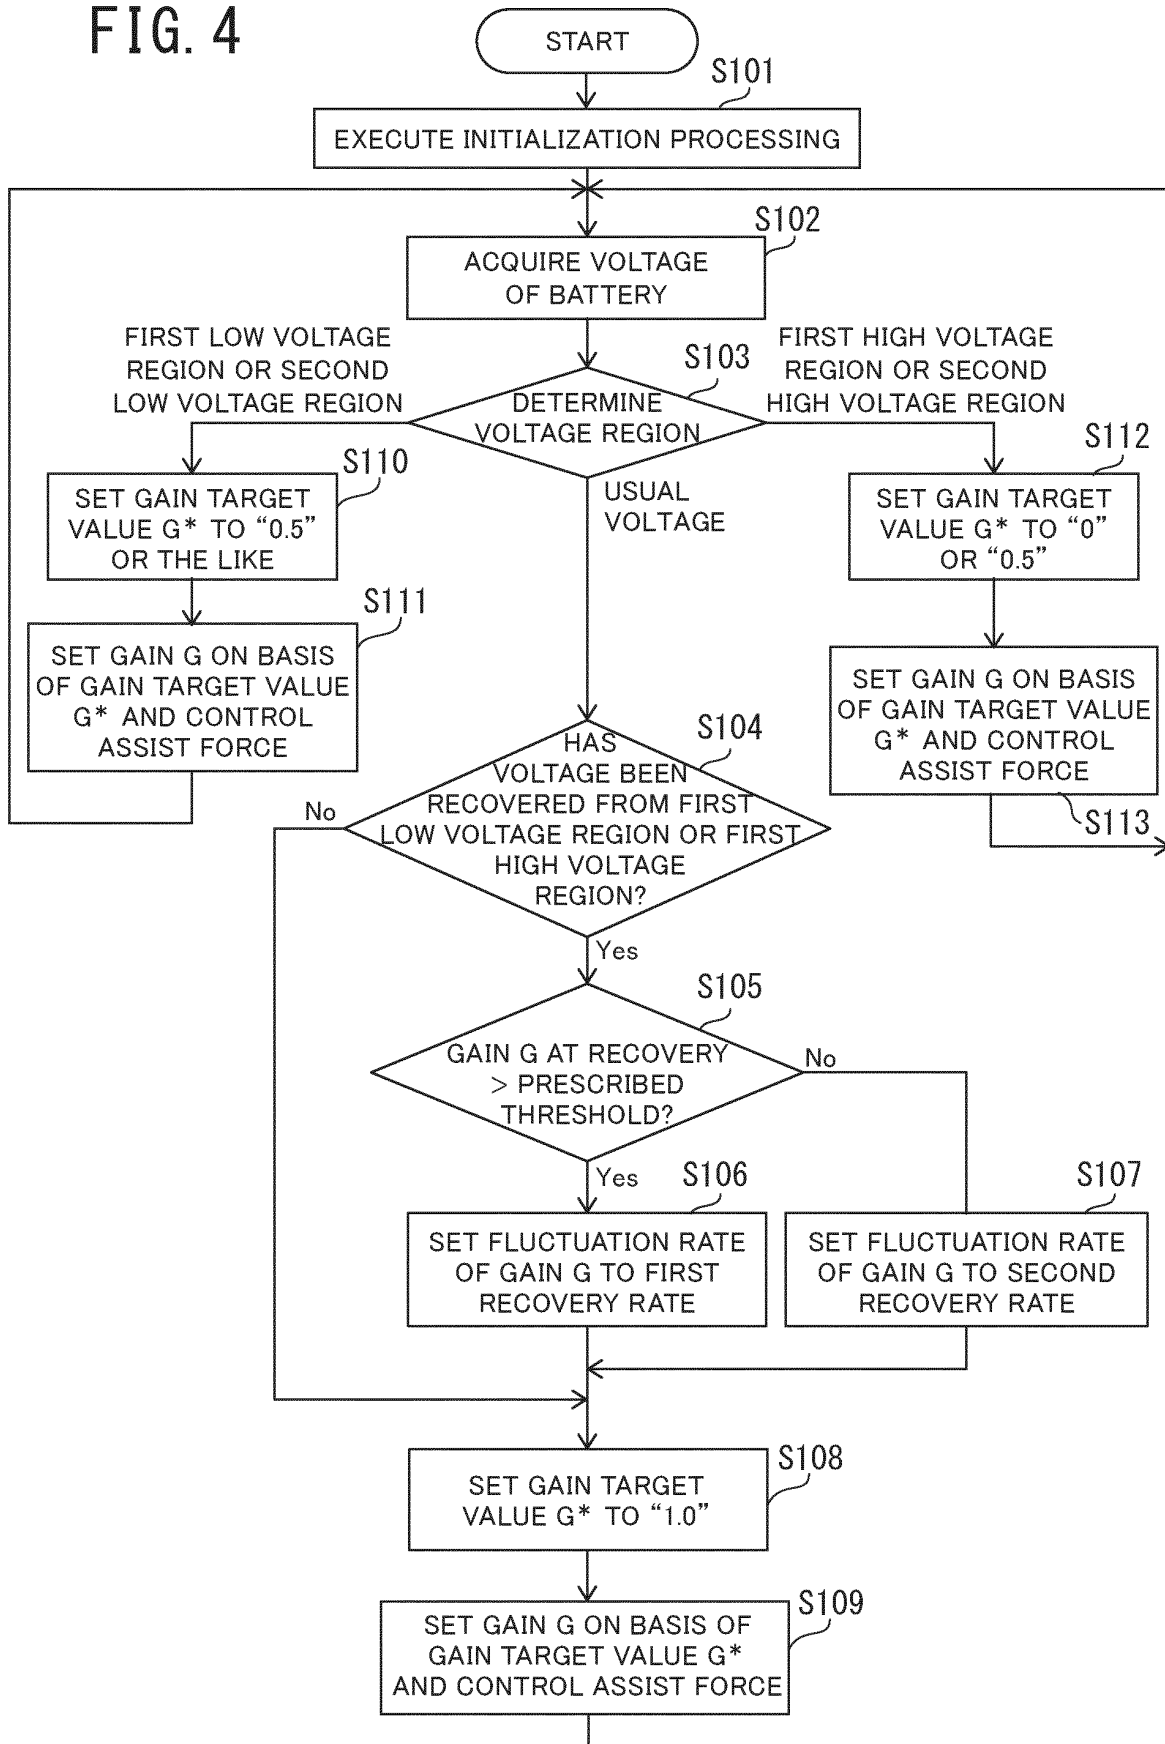 FIG. 4
START
S101
EXECUTE INITIALIZATION PROCESSING
S102
ACQUIRE VOLTAGE
OF BATTERY
FIRST LOW VOLTAGE
REGION OR SECOND
LOW VOLTAGE REGION
S103
DETERMINE
VOLTAGE REGION
FIRST HIGH VOLTAGE
REGION OR SECOND
HIGH VOLTAGE REGION
S110
SET GAIN TARGET
VALUE G* TO “0.5”
OR THE LIKE
USUAL
VOLTAGE
S112
SET GAIN TARGET
VALUE G* TO “0”
OR “0.5”
S111
SET GAIN G ON BASIS
OF GAIN TARGET VALUE
G* AND CONTROL
ASSIST FORCE
SET GAIN G ON BASIS
OF GAIN TARGET VALUE
G* AND CONTROL
ASSIST FORCE
S113
S104
HAS
VOLTAGE BEEN
RECOVERED FROM FIRST
LOW VOLTAGE REGION OR FIRST
HIGH VOLTAGE
REGION?
No
Yes
S105
GAIN G AT RECOVERY
> PRESCRIBED
THRESHOLD?
No
Yes
S106
SET FLUCTUATION RATE
OF GAIN G TO FIRST
RECOVERY RATE
S107
SET FLUCTUATION RATE
OF GAIN G TO SECOND
RECOVERY RATE
S108
SET GAIN TARGET
VALUE G* TO “1.0”
S109
SET GAIN G ON BASIS OF
GAIN TARGET VALUE G*
AND CONTROL ASSIST FORCE